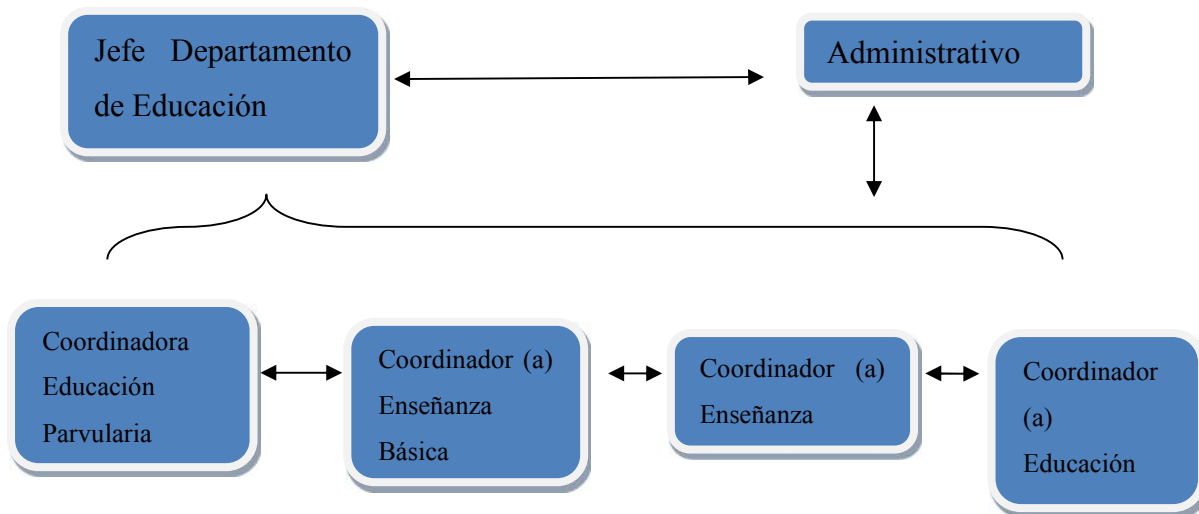 Jefe Departamento
de Educación
Administrativo
Coordinadora
Educación
Parvularia
Coordinador (a)
Enseñanza
Básica
Coordinador (a)
Enseñanza
Coordinador
(a)
Educación